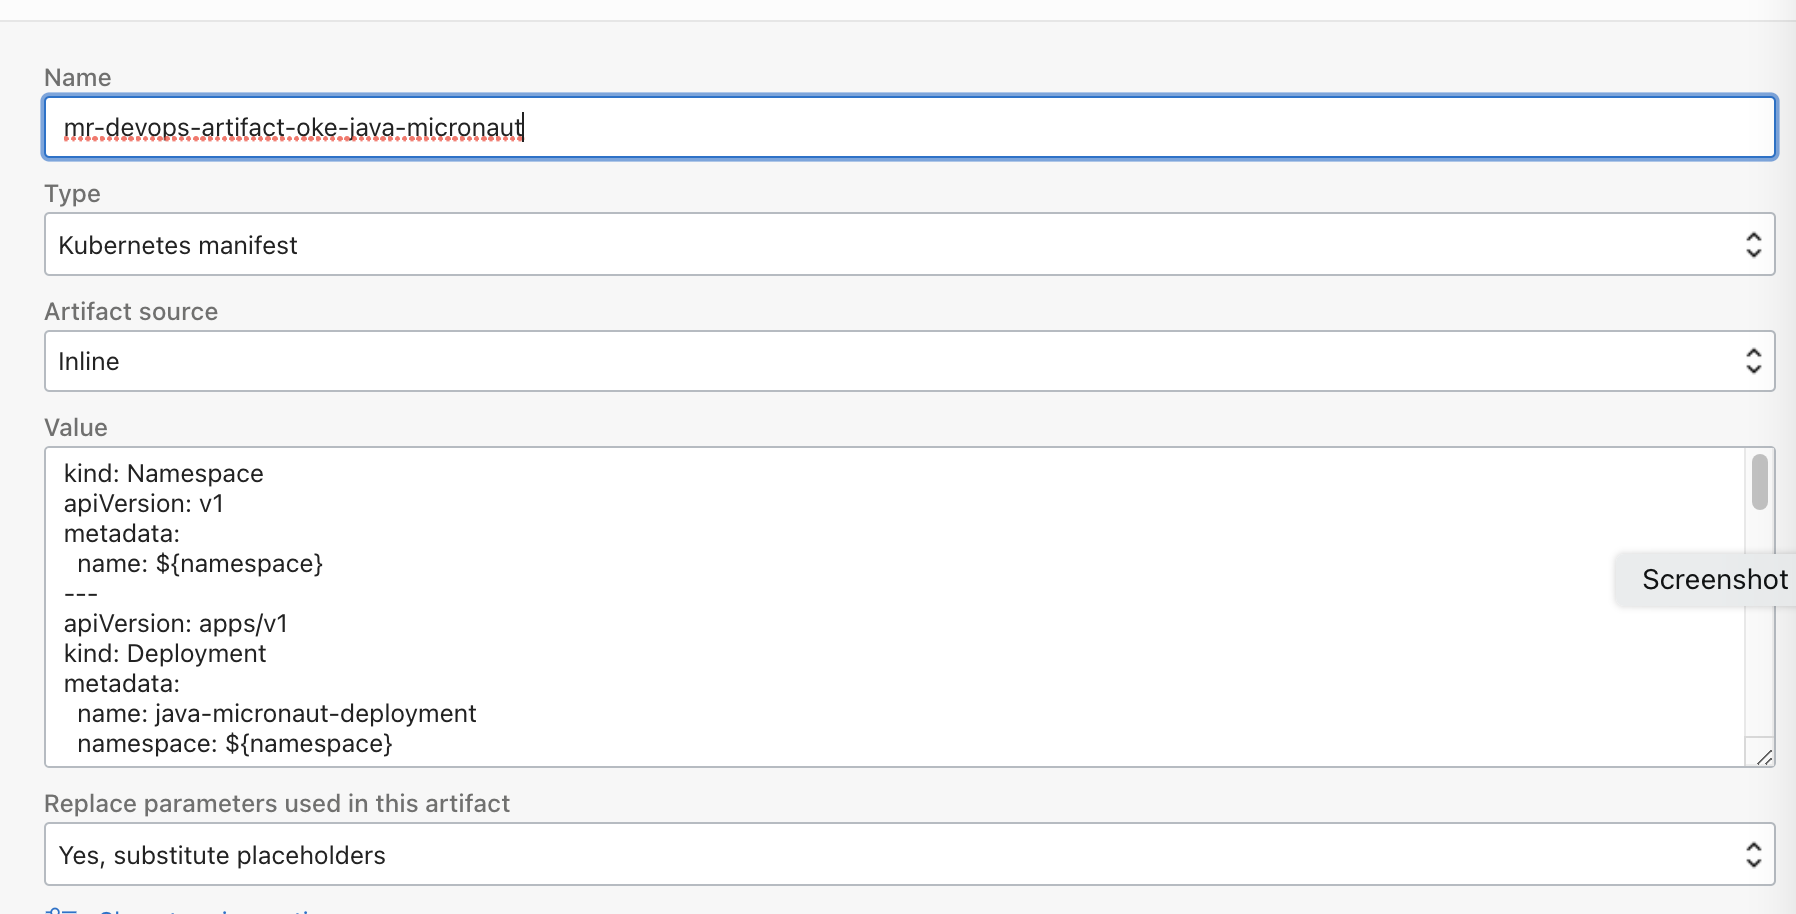 Name
mr-devops-artifact-oke-java-micronaut
Type
Kubernetes manifest
Artifact source
Inline
Value
kind: Namespace
apiVersion: v1
metadata:
  name: ${namespace}
---
apiVersion: apps/v1
kind: Deployment
metadata:
  name: java-micronaut-deployment
  namespace: ${namespace}
Screenshot
Replace parameters used in this artifact
Yes, substitute placeholders